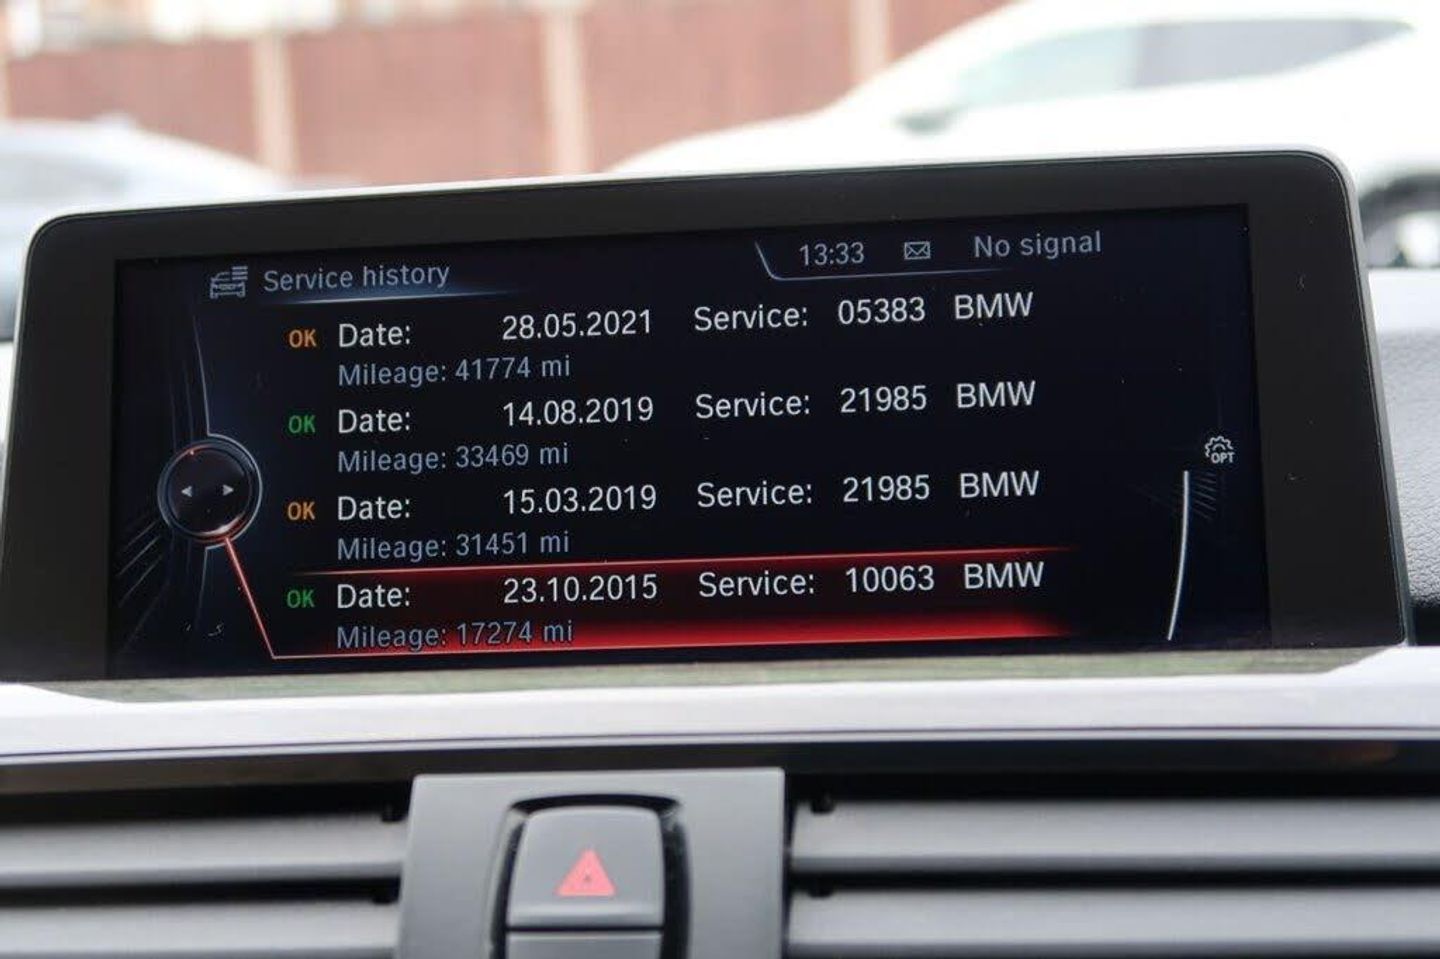 Service history 13:33 No signal
OK Date: 28.05.2021 Service: 05383 BMW
Mileage: 41774 mi
OK Date: 14.08.2019 Service: 21985 BMW
Mileage: 33469 mi
OPT
OK Date: 15.03.2019 Service: 21985 BMW
Mileage: 31451 mi
OK Date: 23.10.2015 Service: 10063 BMW
Mileage: 17274 mi